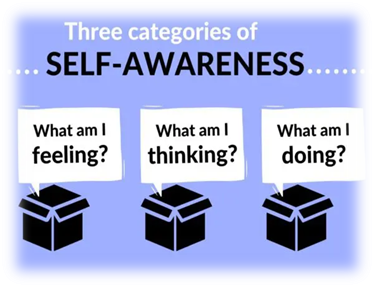 Three categories of
.... SELF-AWARENESS......
What am I
feeling?
What am I
thinking?
What am I
doing?